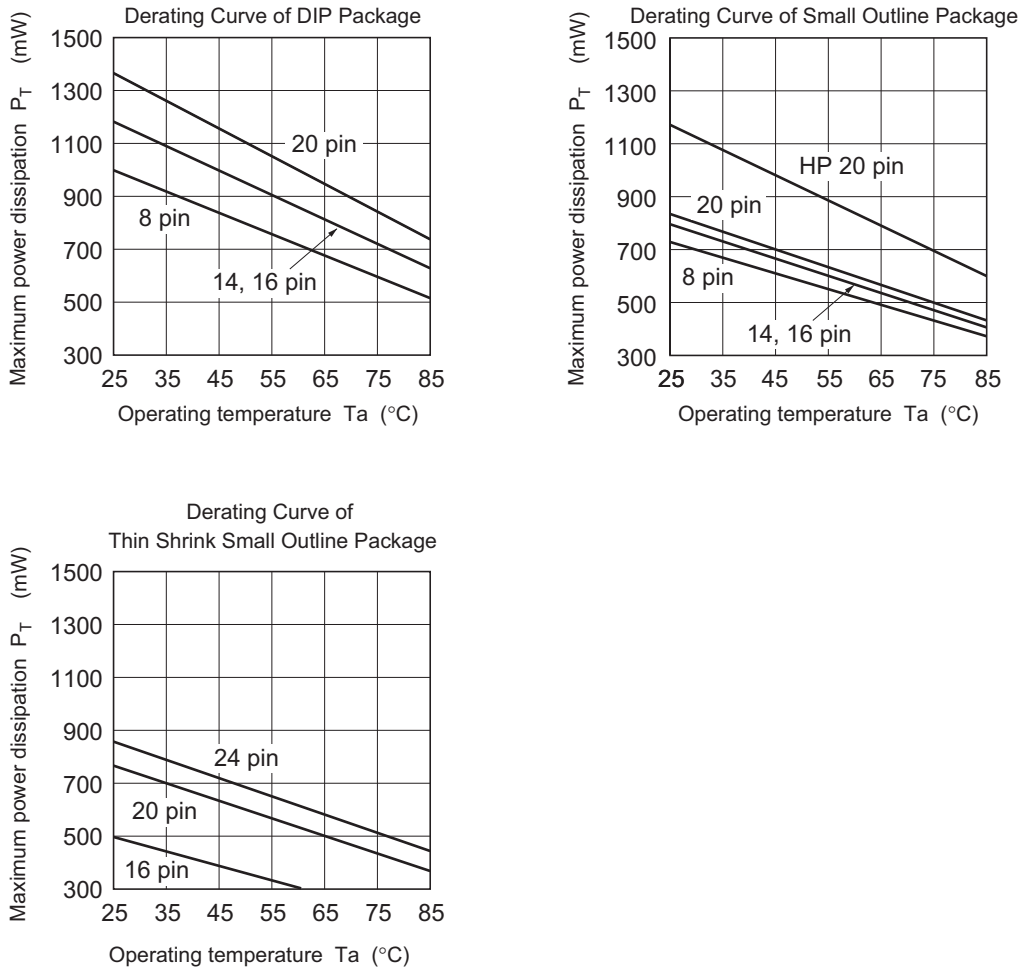 Derating Curve of DIP Package
Maximum power dissipation PT (mW)
1500
1300
1100
900
700
500
300
20 pin
8 pin
14, 16 pin
25 35 45 55 65 75 85
Operating temperature Ta (°C)
Derating Curve of Small Outline Package
Maximum power dissipation PT (mW)
1500
1300
1100
900
700
500
300
HP 20 pin
20 pin
8 pin
14, 16 pin
25 35 45 55 65 75 85
Operating temperature Ta (°C)
Derating Curve of
Thin Shrink Small Outline Package
Maximum power dissipation PT (mW)
1500
1300
1100
900
700
500
300
24 pin
20 pin
16 pin
25 35 45 55 65 75 85
Operating temperature Ta (°C)